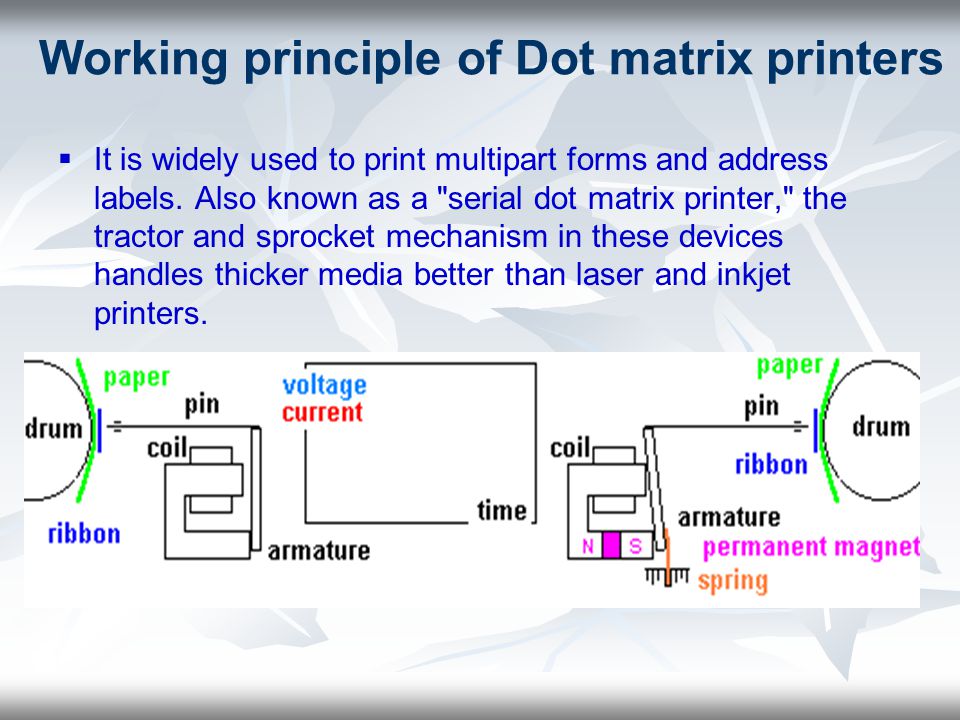 Working principle of Dot matrix printers
▪ It is widely used to print multipart forms and address
labels. Also known as a "serial dot matrix printer," the
tractor and sprocket mechanism in these devices
handles thicker media better than laser and inkjet
printers.
paper
pin
drum
coil
ribbon
armature
voltage
current
time
paper
pin
coil
drum
ribbon
armature
N S
permanent magnet
spring